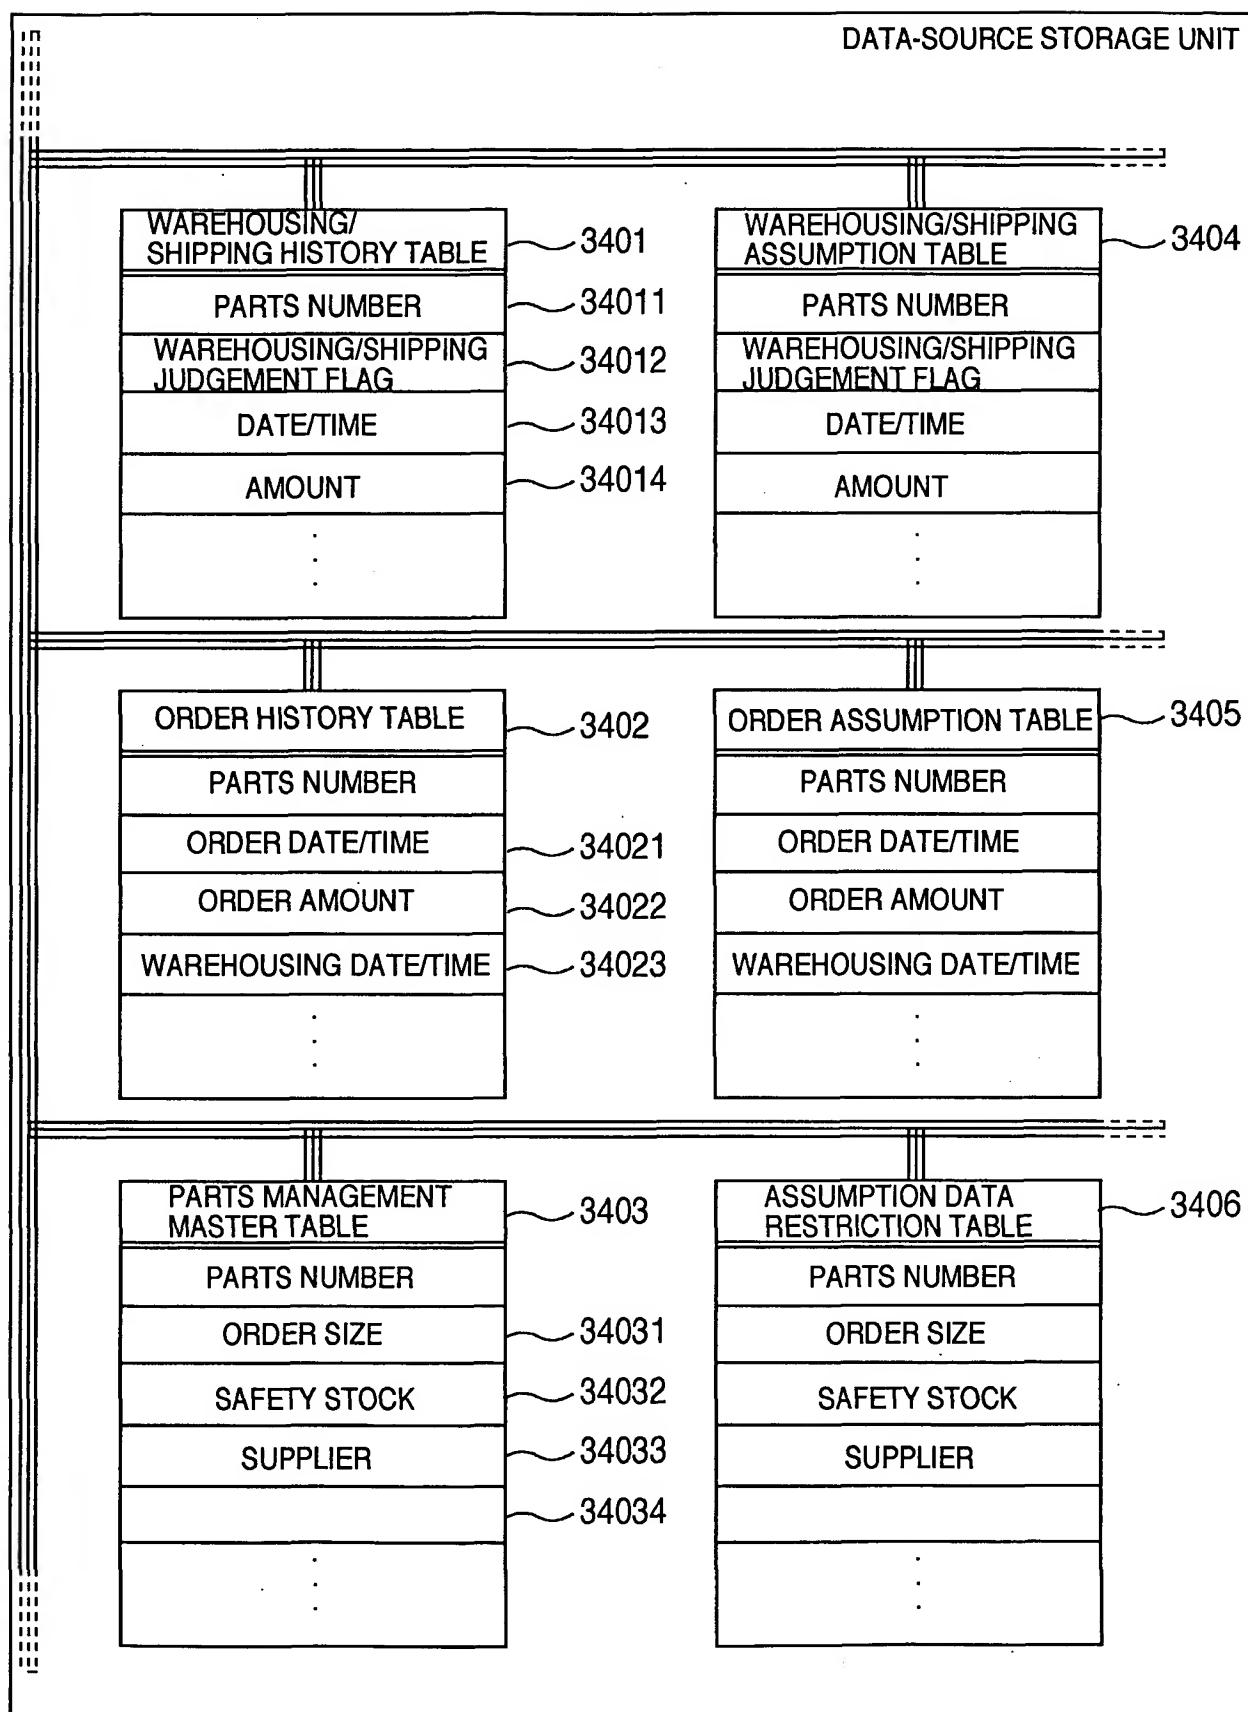 DATA-SOURCE STORAGE UNIT
WAREHOUSING/
SHIPPING HISTORY TABLE
3401
PARTS NUMBER
34011
WAREHOUSING/SHIPPING
JUDGEMENT FLAG
34012
DATE/TIME
34013
AMOUNT
34014
WAREHOUSING/SHIPPING
ASSUMPTION TABLE
3404
PARTS NUMBER
WAREHOUSING/SHIPPING
JUDGEMENT FLAG
DATE/TIME
AMOUNT
ORDER HISTORY TABLE
3402
PARTS NUMBER
ORDER DATE/TIME
34021
ORDER AMOUNT
34022
WAREHOUSING DATE/TIME
34023
ORDER ASSUMPTION TABLE
3405
PARTS NUMBER
ORDER DATE/TIME
ORDER AMOUNT
WAREHOUSING DATE/TIME
PARTS MANAGEMENT
MASTER TABLE
3403
PARTS NUMBER
ORDER SIZE
34031
SAFETY STOCK
34032
SUPPLIER
34033
34034
ASSUMPTION DATA
RESTRICTION TABLE
3406
PARTS NUMBER
ORDER SIZE
SAFETY STOCK
SUPPLIER